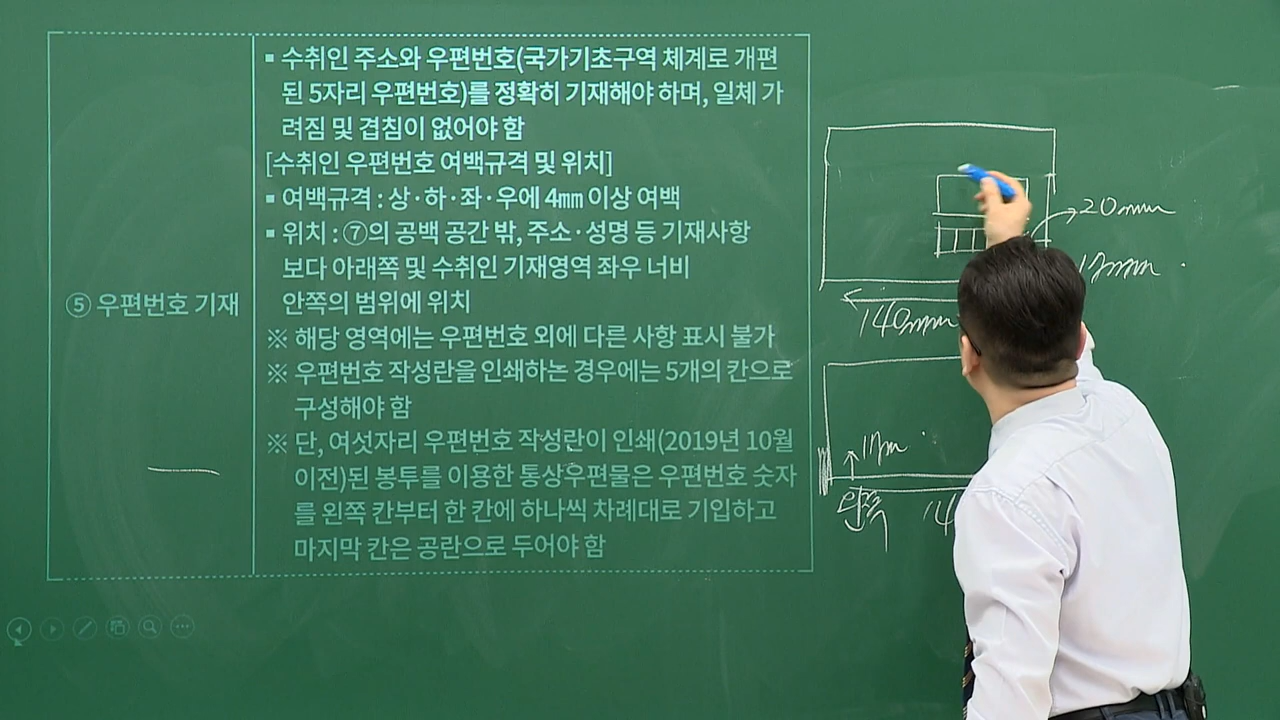 ▪ 수취인 주소와 우편번호(국가기초구역 체계로 개편
된 5자리 우편번호)를 정확히 기재해야 하며, 일체 가
려짐 및 겹침이 없어야 함
[수취인 우편번호 여백규격 및 위치]
▪ 여백규격 : 상·하·좌·우에 4㎜ 이상 여백
▪ 위치 : ⑦의 공백 공간 밖, 주소·성명 등 기재사항
보다 아래쪽 및 수취인 기재영역 좌우 너비
안쪽의 범위에 위치
⑤ 우편번호 기재
※ 해당 영역에는 우편번호 외에 다른 사항 표시 불가
※ 우편번호 작성란을 인쇄하는 경우에는 5개의 칸으로
구성해야 함
※ 단, 여섯자리 우편번호 작성란이 인쇄(2019년 10월
이전)된 봉투를 이용한 통상우편물은 우편번호 숫자
를 왼쪽 칸부터 한 칸에 하나씩 차례대로 기입하고
마지막 칸은 공란으로 두어야 함
20mm
17mm
140mm
14